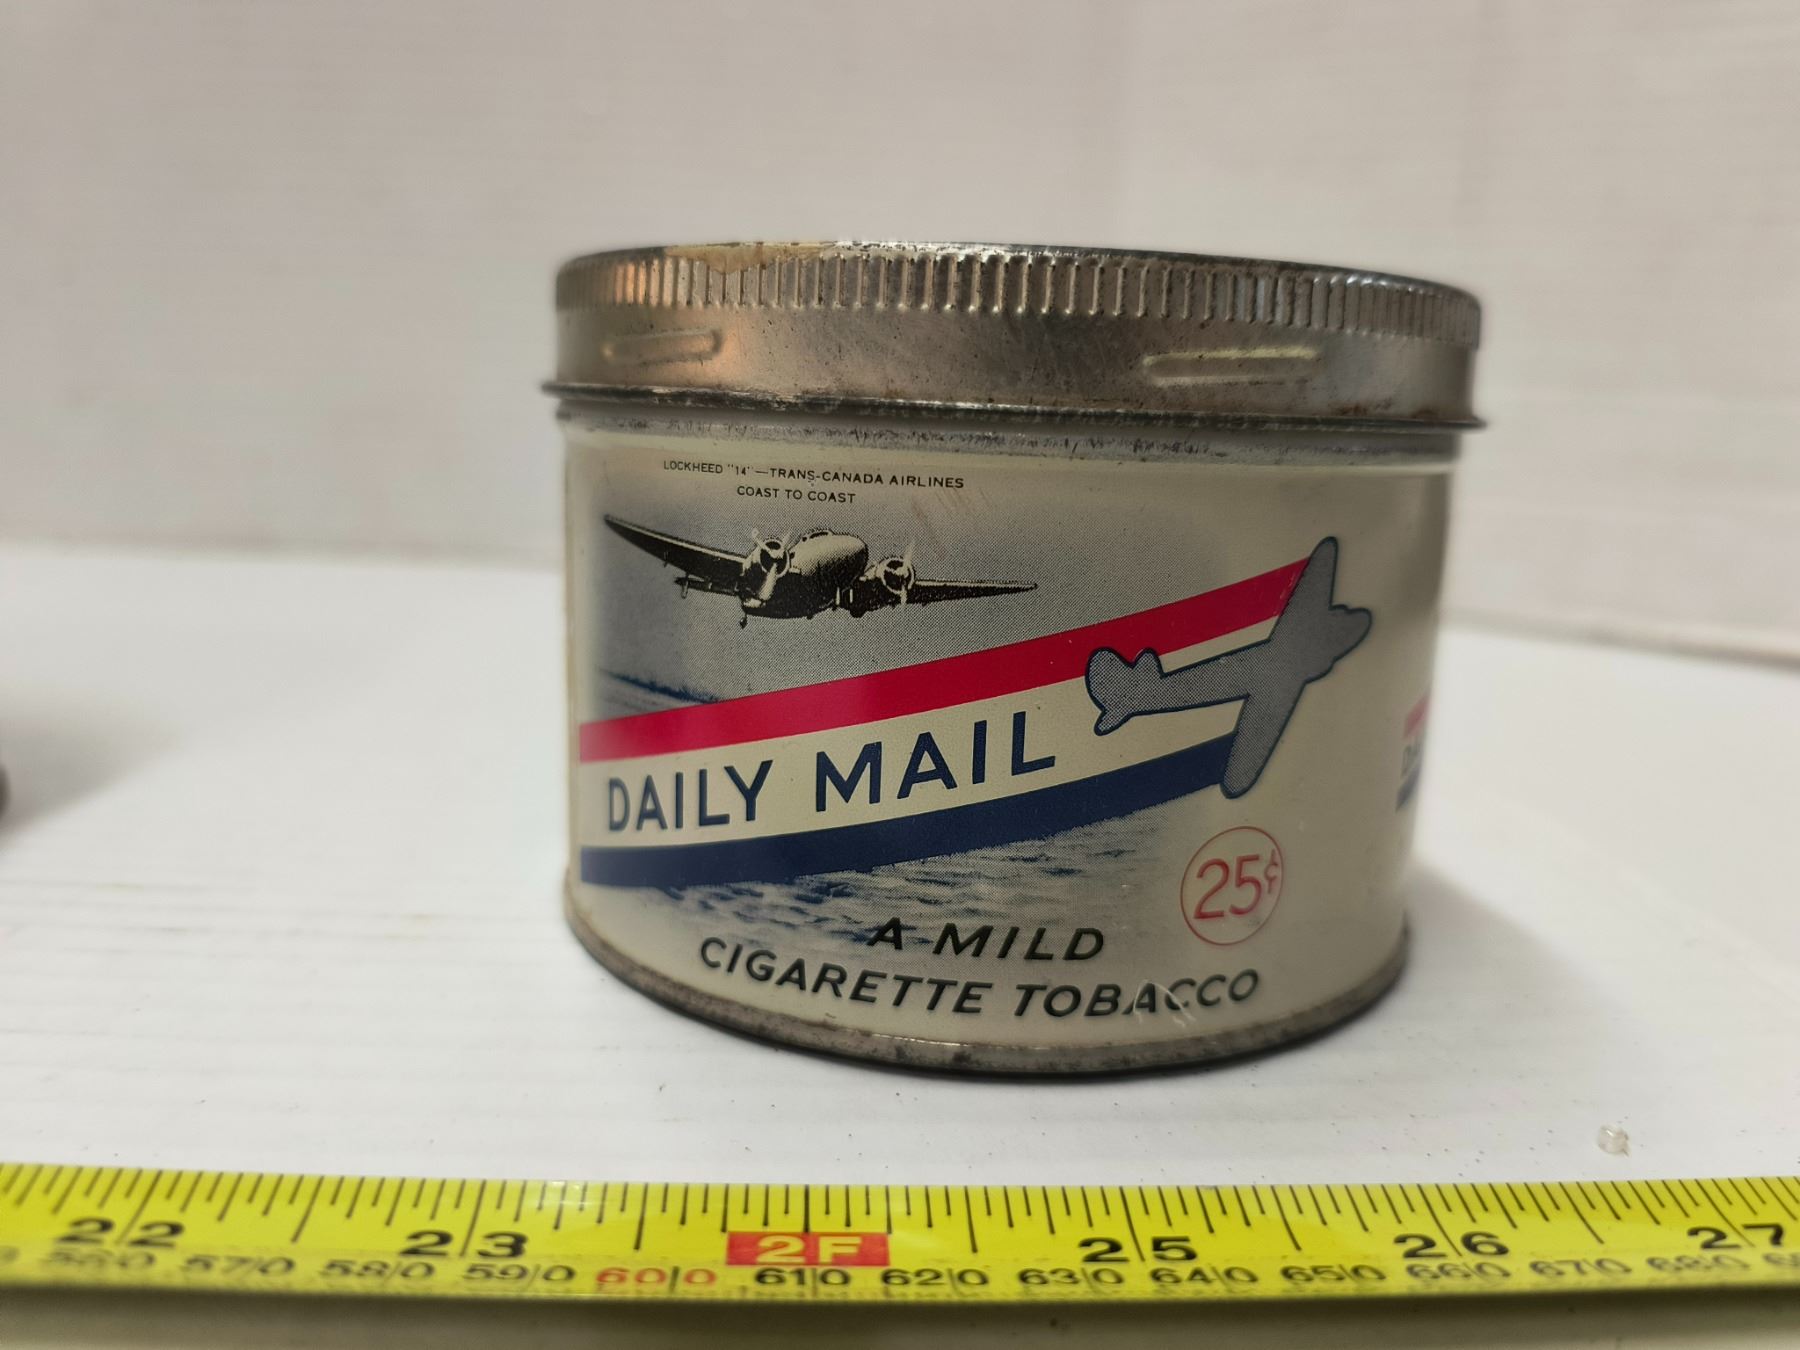 LOCKHEED "14"—TRANS-CANADA AIRLINES
COAST TO COAST
DAILY MAIL
25¢
A MILD
CIGARETTE TOBACCO
22 23 2F 25 26 27
570 580 590 600 610 620 630 640 650 660 670 680